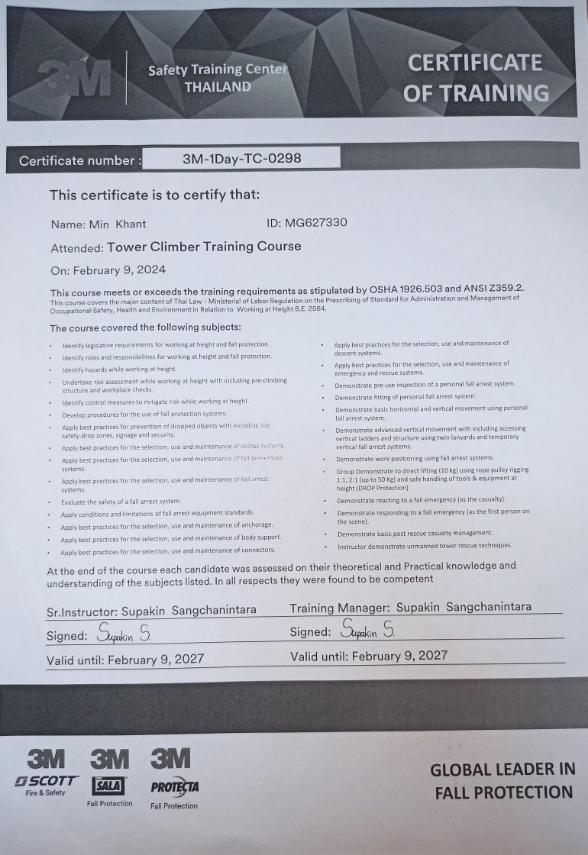 3M
Safety Training Center
THAILAND
CERTIFICATE
OF TRAINING
Certificate number : 3M-1Day-TC-0298
This certificate is to certify that:
Name: Min Khant ID: MG627330
Attended: Tower Climber Training Course
On: February 9, 2024
This course meets or exceeds the training requirements as stipulated by OSHA 1926.503 and ANSI Z359.2.
This course covers the major content of Thai Law - Ministerial of Labor Regulation on the Prescribing of Standard for Administration and Management of
Occupational Safety, Health and Environment in Relation to Working at Height B.E. 2564.
The course covered the following subjects:
• Identify legislative requirements for working at height and fall protection.
• Identify roles and responsibilities for working at height and fall protection.
• Identify hazards while working at height.
• Undertake risk assessment while working at height with including pre-climbing
structure and workplace checks.
• Identify control measures to mitigate risk while working at height.
• Develop procedures for the use of fall protection systems.
• Apply best practices for prevention of dropped objects with including site
safety, drop zones, signage and security.
• Apply best practices for the selection, use and maintenance of rescue systems.
• Apply best practices for the selection, use and maintenance of fall protection
systems.
• Apply best practices for the selection, use and maintenance of fall arrest
systems.
• Evaluate the safety of a fall arrest system.
• Apply conditions and limitations of fall arrest equipment standards.
• Apply best practices for the selection, use and maintenance of anchorage.
• Apply best practices for the selection, use and maintenance of body support.
• Apply best practices for the selection, use and maintenance of connectors.
• Apply best practices for the selection, use and maintenance of
descent systems.
• Apply best practices for the selection, use and maintenance of
emergency and rescue systems.
• Demonstrate pre-use inspection of a personal fall arrest system.
• Demonstrate fitting of personal fall arrest system.
• Demonstrate basic horizontal and vertical movement using personal
fall arrest system.
• Demonstrate advanced vertical movement with including accessing
vertical ladders and structure using twin lanyards and temporary
vertical fall arrest systems.
• Demonstrate work positioning using fall arrest systems.
• Group Demonstrate to direct lifting (30 kg) using rope pulley rigging
1:1, 2:1 (up to 50 kg) and safe handling of tools & equipment at
height (DROP Protection)
• Demonstrate reacting to a fall emergency (as the casualty).
• Demonstrate responding to a fall emergency (as the first person on
the scene).
• Demonstrate basic post rescue casualty management.
• Instructor demonstrate unmanned tower rescue techniques.
At the end of the course each candidate was assessed on their theoretical and Practical knowledge and
understanding of the subjects listed. In all respects they were found to be competent
Sr.Instructor: Supakin Sangchanintara Training Manager: Supakin Sangchanintara
Signed: Supakin S Signed: Supakin S
Valid until: February 9, 2027 Valid until: February 9, 2027
3M 3M 3M
SCOTT
Fire & Safety
SALA
Fall Protection
PROTECTA
Fall Protection
GLOBAL LEADER IN
FALL PROTECTION